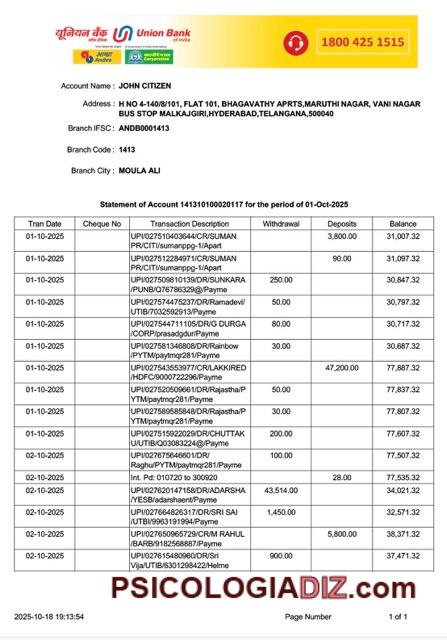 यूनियन बैंक Union Bank
of India
आन्ध्रा Andhra
Corporation
1800 425 1515
Account Name : JOHN CITIZEN
Address : H NO 4-140/8/101, FLAT 101, BHAGAVATHY APRTS,MARUTHI NAGAR, VANI NAGAR
BUS STOP MALKAJGIRI,HYDERABAD,TELANGANA,500040
Branch IFSC : ANDB0001413
Branch Code : 1413
Branch City : MOULA ALI
Statement of Account 141310100020117 for the period of 01-Oct-2025
Tran Date Cheque No Transaction Description Withdrawal Deposits Balance
01-10-2025 UPI/027510403644/CR/SUMAN 3,800.00 31,007.32
PR/CITI/sumanppg-1/Apart
01-10-2025 UPI/027512284971/CR/SUMAN 90.00 31,097.32
PR/CITI/sumanppg-1/Apart
01-10-2025 UPI/027509810139/DR/SUNKARA 250.00 30,847.32
/PUNB/Q76786329@/Payme
01-10-2025 UPI/027574475237/DR/Ramadevi/ 50.00 30,797.32
UTIB/7032592913/Payme
01-10-2025 UPI/027544711105/DR/G DURGA 80.00 30,717.32
/CORP/prasadgdur/Payme
01-10-2025 UPI/027581346808/DR/Rainbow 30.00 30,687.32
/PYTM/paytmqr281/Payme
01-10-2025 UPI/027543553977/CR/LAKKIRED 47,200.00 77,887.32
/HDFC/9000722296/Payme
01-10-2025 UPI/027520509661/DR/Rajastha/P 50.00 77,837.32
YTM/paytmqr281/Payme
01-10-2025 UPI/027589585848/DR/Rajastha/P 30.00 77,807.32
YTM/paytmqr281/Payme
01-10-2025 UPI/027515922029/DR/CHUTTAK 200.00 77,607.32
U/UTIB/Q03083224@/Payme
02-10-2025 UPI/027675646601/DR/ 100.00 77,507.32
Raghu/PYTM/paytmqr281/Payme
02-10-2025 Int. Pd: 010720 to 300920 28.00 77,535.32
02-10-2025 UPI/027620147158/DR/ADARSHA 43,514.00 34,021.32
/YESB/adarshaent/Payme
02-10-2025 UPI/027664826317/DR/SRI SAI 1,450.00 32,571.32
/UTBI/9963191994/Payme
02-10-2025 UPI/027650965729/CR/M RAHUL 5,800.00 38,371.32
/BARB/9182568887/Payme
02-10-2025 UPI/027615480960/DR/Sri 900.00 37,471.32
Vija/UTIB/6301298422/Helme
PSICOLOGIADIZ.com
2025-10-18 19:13:54 Page Number 1 of 1